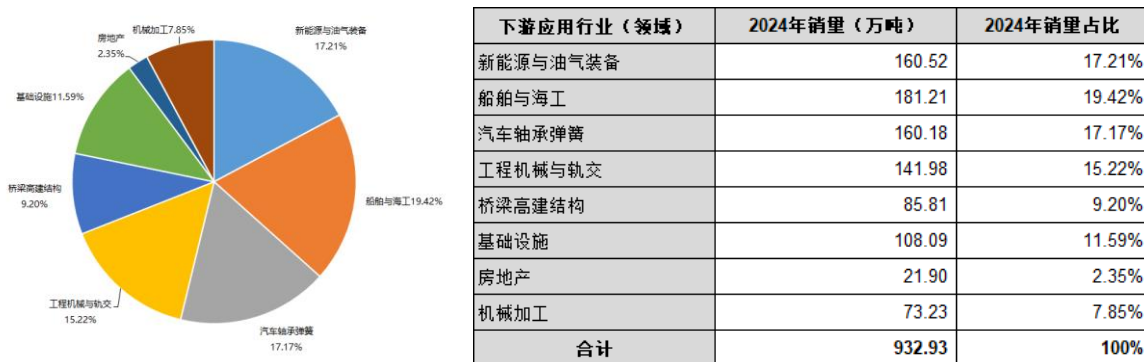 机械加工7.85%
房地产
2.35%
新能源与油气装备
17.21%
基础设施11.59%
桥梁高建结构
9.20%
船舶与海工19.42%
工程机械与轨交
15.22%
汽车轴承弹簧
17.17%
下游应用行业（领域） 2024年销量（万吨） 2024年销量占比
新能源与油气装备 160.52 17.21%
船舶与海工 181.21 19.42%
汽车轴承弹簧 160.18 17.17%
工程机械与轨交 141.98 15.22%
桥梁高建结构 85.81 9.20%
基础设施 108.09 11.59%
房地产 21.90 2.35%
机械加工 73.23 7.85%
合计 932.93 100%